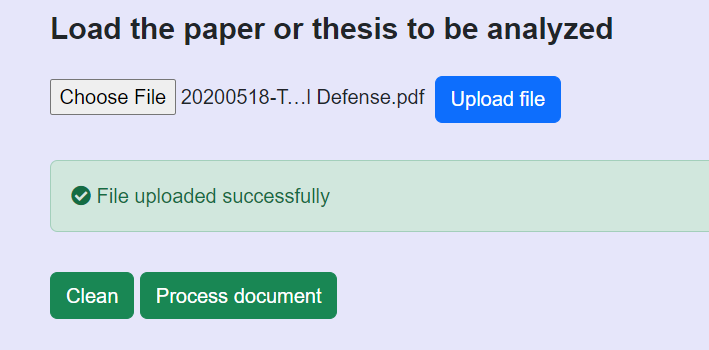 Load the paper or thesis to be analyzed
Choose File 20200518-T...l Defense.pdf Upload file
File uploaded successfully
Clean Process document